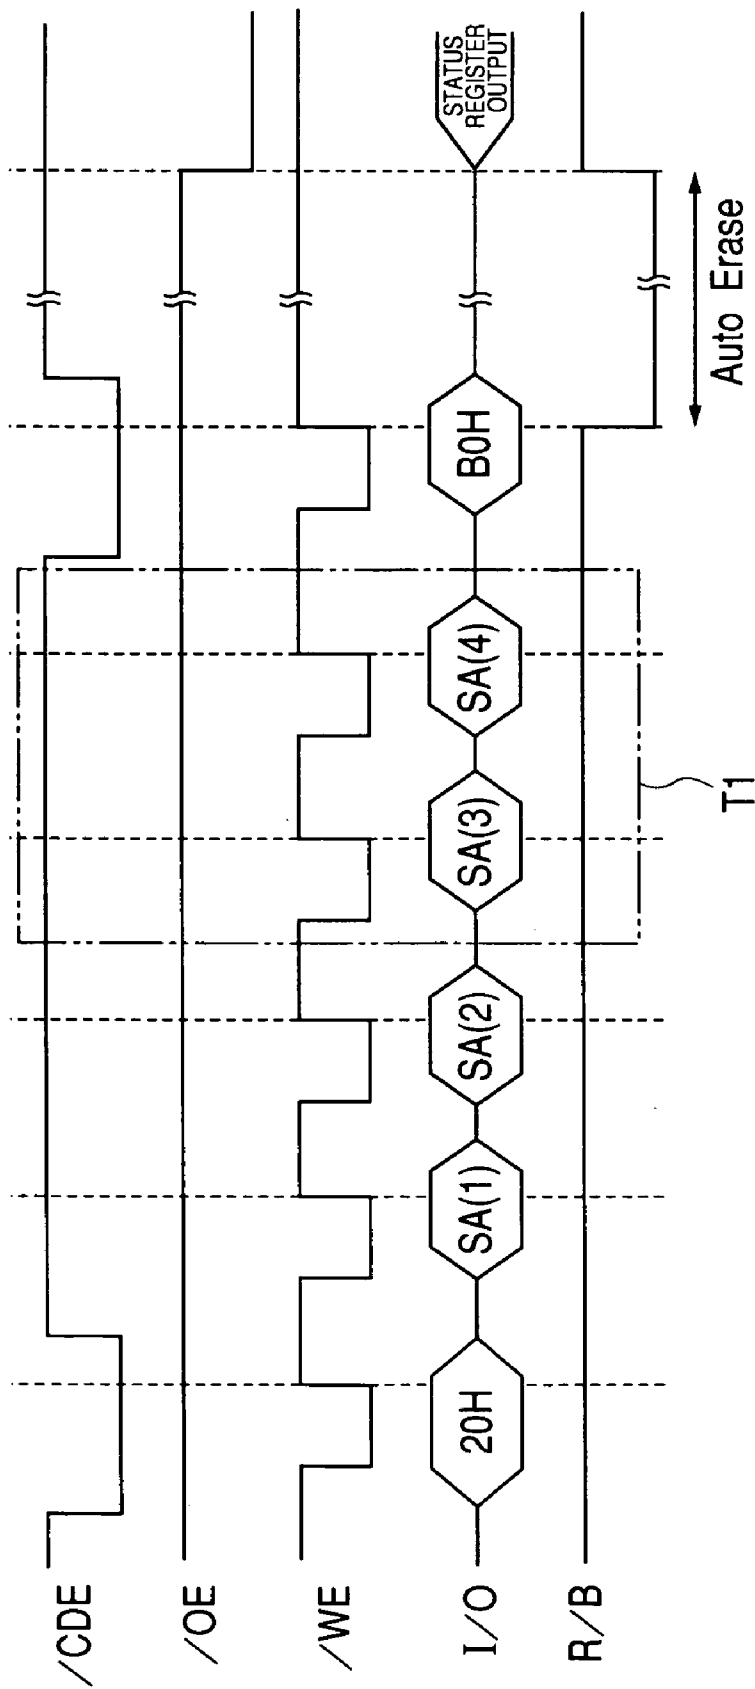 /CDE
/OE
/WE
I/O
20H
SA(1)
SA(2)
SA(3)
SA(4)
B0H
STATUS
REGISTER
OUTPUT
R/B
T1
Auto Erase